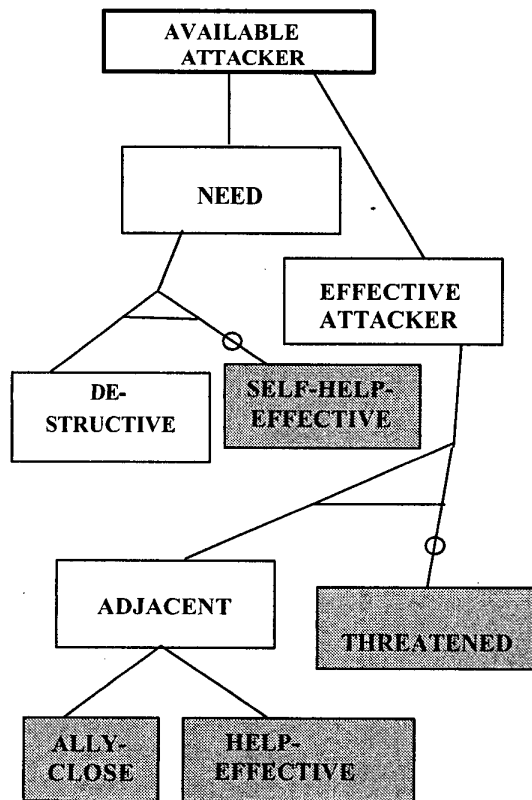 AVAILABLE
ATTACKER
NEED
EFFECTIVE
ATTACKER
DE-
STRUCTIVE
SELF-HELP-
EFFECTIVE
ADJACENT
THREATENED
ALLY-
CLOSE
HELP-
EFFECTIVE